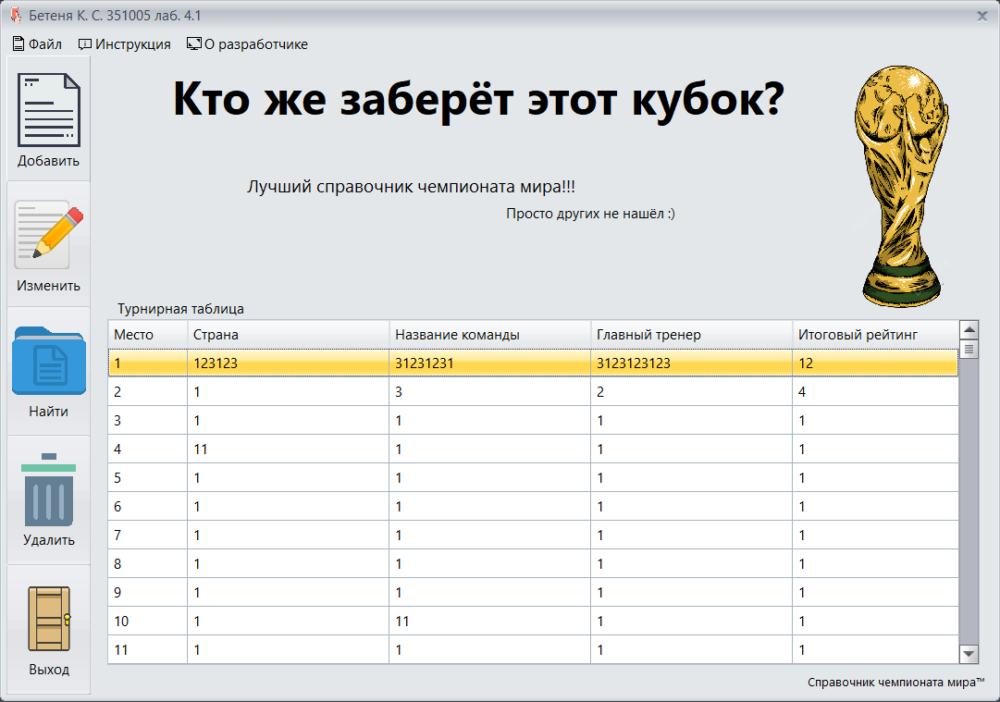 Бетеня К. С. 351005 лаб. 4.1
Файл Инструкция О разработчике
Добавить
Изменить
Найти
Удалить
Выход
Кто же заберёт этот кубок?
Лучший справочник чемпионата мира!!!
Просто других не нашёл :)
Турнирная таблица
Место Страна Название команды Главный тренер Итоговый рейтинг
1 123123 31231231 3123123123 12
2 1 3 2 4
3 1 1 1 1
4 11 1 1 1
5 1 1 1 1
6 1 1 1 1
7 1 1 1 1
8 1 1 1 1
9 1 1 1 1
10 1 11 1 1
11 1 1 1 1
Справочник чемпионата мира™